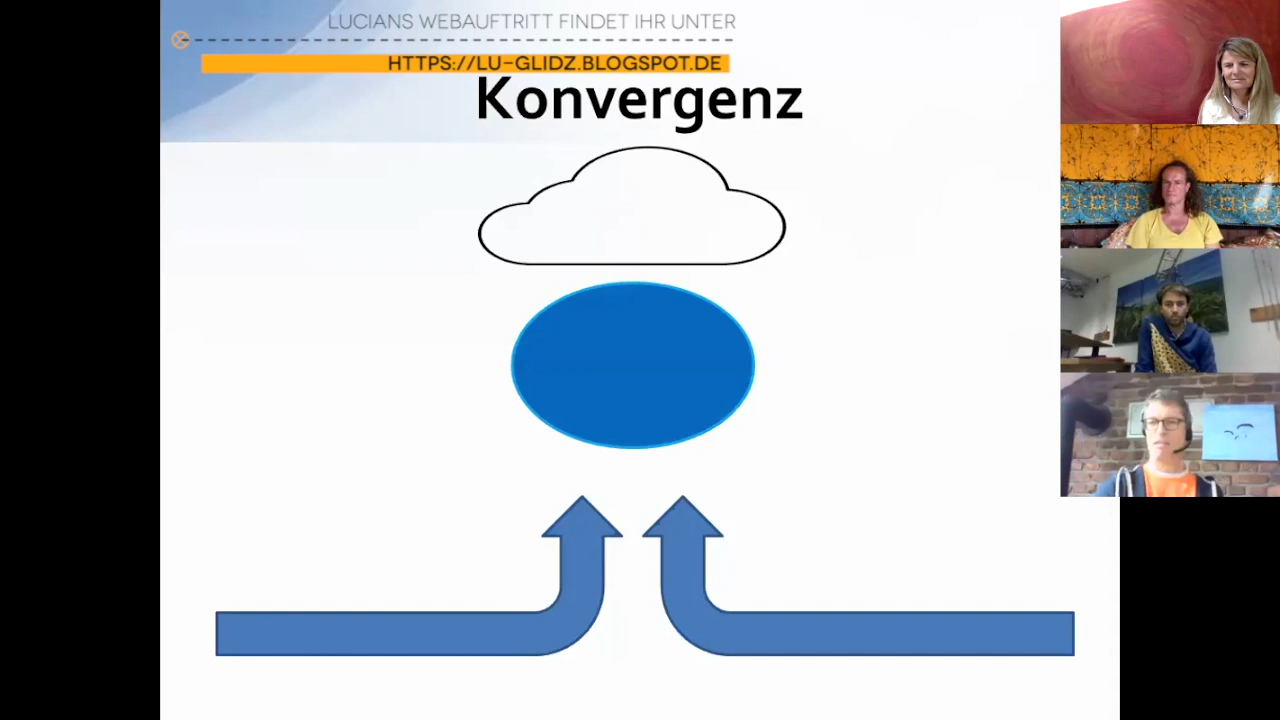 LUCIANS WEBAUFTRITT FINDET IHR UNTER
HTTPS://LU-GLIDZ.BLOGSPOT.DE
Konvergenz